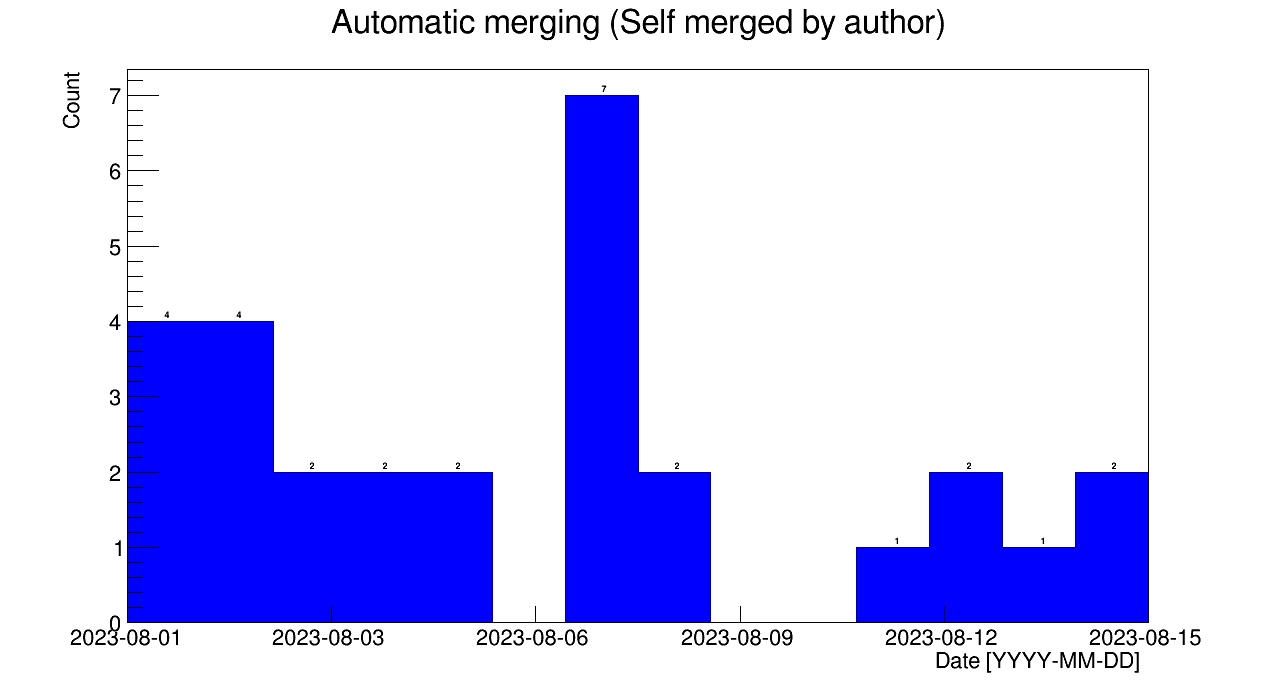 Automatic merging (Self merged by author)
Count
7
7
6
5
4
4 4
3
2
2 2 2 2 2 2
1
1 1
0
2023-08-01 2023-08-03 2023-08-06 2023-08-09 2023-08-12 2023-08-15
Date [YYYY-MM-DD]